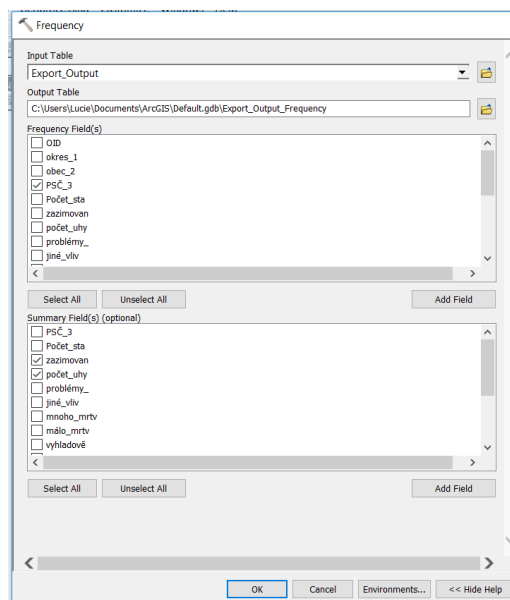 Frequency
Input Table
Export_Output
Output Table
C:\Users\Lucie\Documents\ArcGIS\Default.gdb\Export_Output_Frequency
Frequency Field(s)
OID
okres_1
obec_2
PSČ_3
Počet_sta
zazimovan
počet_uhy
problémy_
jiné_vliv
Select All Unselect All Add Field
Summary Field(s) (optional)
PSČ_3
Počet_sta
zazimovan
počet_uhy
problémy_
jiné_vliv
mnoho_mrtv
málo_mrtv
vyhladově
Select All Unselect All Add Field
OK Cancel Environments... << Hide Help